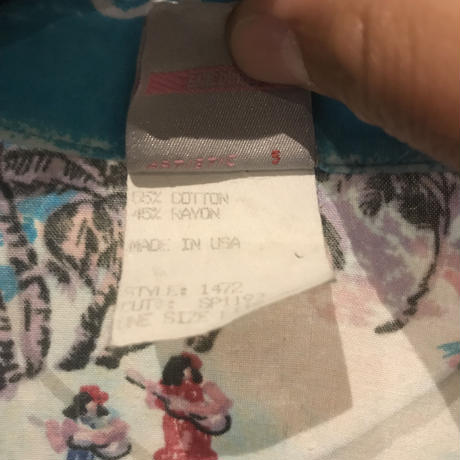 S
55% COTTON
45% RAYON
MADE IN USA
STYLE: 1472
CUT#: SP1192
ONE SIZE